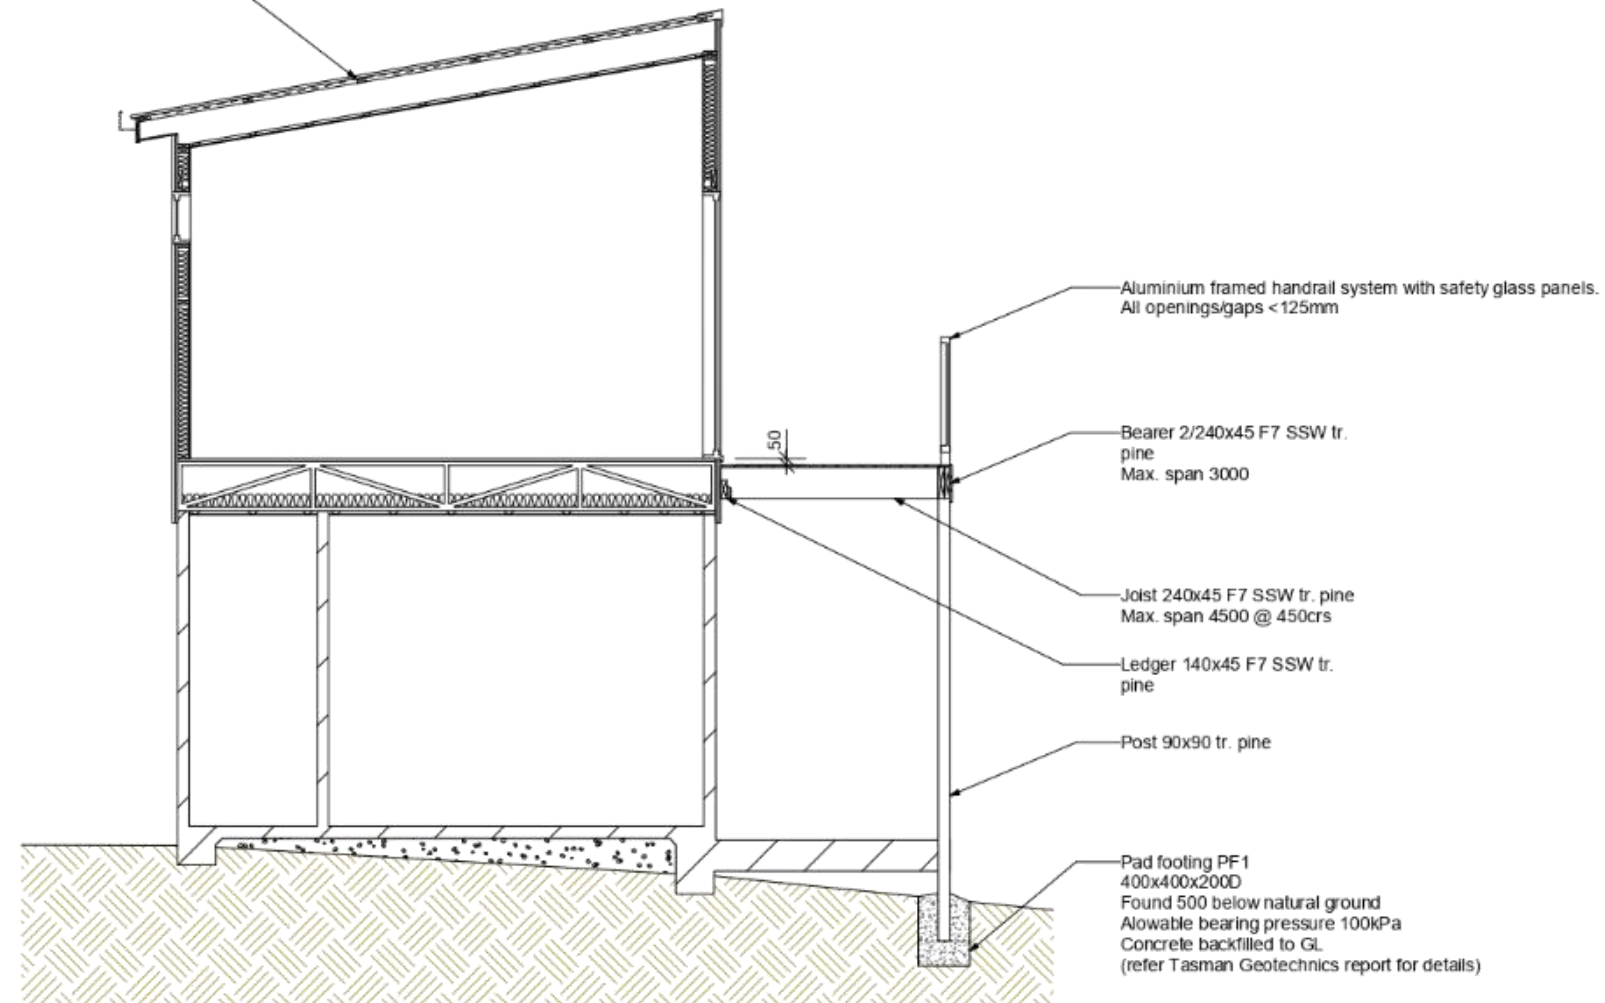 Aluminium framed handrail system with safety glass panels.
All openings/gaps <125mm
50
Bearer 2/240x45 F7 SSW tr.
pine
Max. span 3000
Joist 240x45 F7 SSW tr. pine
Max. span 4500 @ 450crs
Ledger 140x45 F7 SSW tr.
pine
Post 90x90 tr. pine
Pad footing PF1
400x400x200D
Found 500 below natural ground
Alowable bearing pressure 100kPa
Concrete backfilled to GL
(refer Tasman Geotechnics report for details)